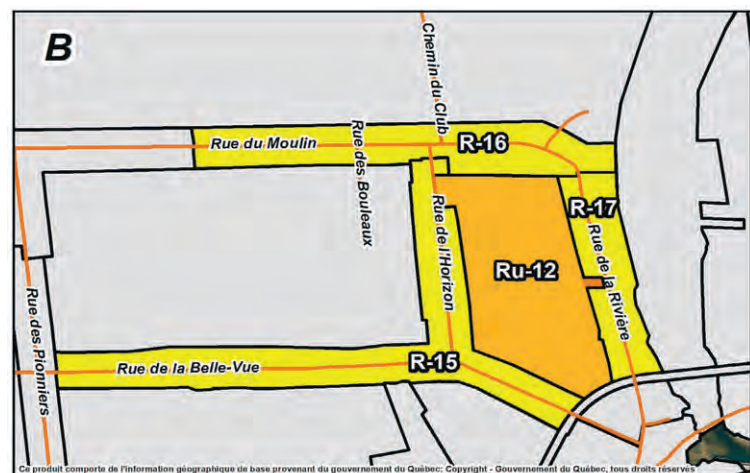 B
Chemin du Club
Rue du Moulin
Rue des Bouleaux
R-16
R-17
Rue de l'Horizon
Rue de la Rivière
Ru-12
Rue des Pionniers
Rue de la Belle-Vue
R-15
Ce produit comporte de l'information géographique de base provenant du gouvernement du Québec; Copyright - Gouvernement du Québec, tous droits réservés